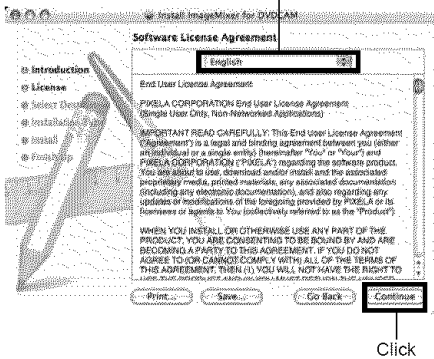 Install ImageMixer for DVDCAM
Software License Agreement
English
Introduction
License
Select Destination
Installation Type
Install
Finish Up
End User License Agreement
PIXELA CORPORATION End User License Agreement
(Single User Only, Non-Networked Applications)
IMPORTANT READ CAREFULLY: This End User License Agreement
("Agreement") is a legal and binding agreement between you (either
an individual or a single entity) (hereinafter "You" or "Your") and
PIXELA CORPORATION ("PIXELA") regarding the software product.
You are about to use, download and/or install and the associated
proprietary media, printed materials, any associated documentation
(including any electronic documentation), and also regarding any
updates or modifications of the foregoing provided by PIXELA or its
licensees or agents to You (collectively referred to as the "Product").
WHEN YOU INSTALL OR OTHERWISE USE ANY PART OF THE
PRODUCT, YOU ARE CONSENTING TO BE BOUND BY AND ARE
BECOMING A PARTY TO THIS AGREEMENT. IF YOU DO NOT
AGREE TO (OR CANNOT COMPLY WITH) ALL OF THE TERMS OF
THIS AGREEMENT, THEN (1) YOU WILL NOT HAVE THE RIGHT TO
Print...
Save...
Go Back
Continue
Click